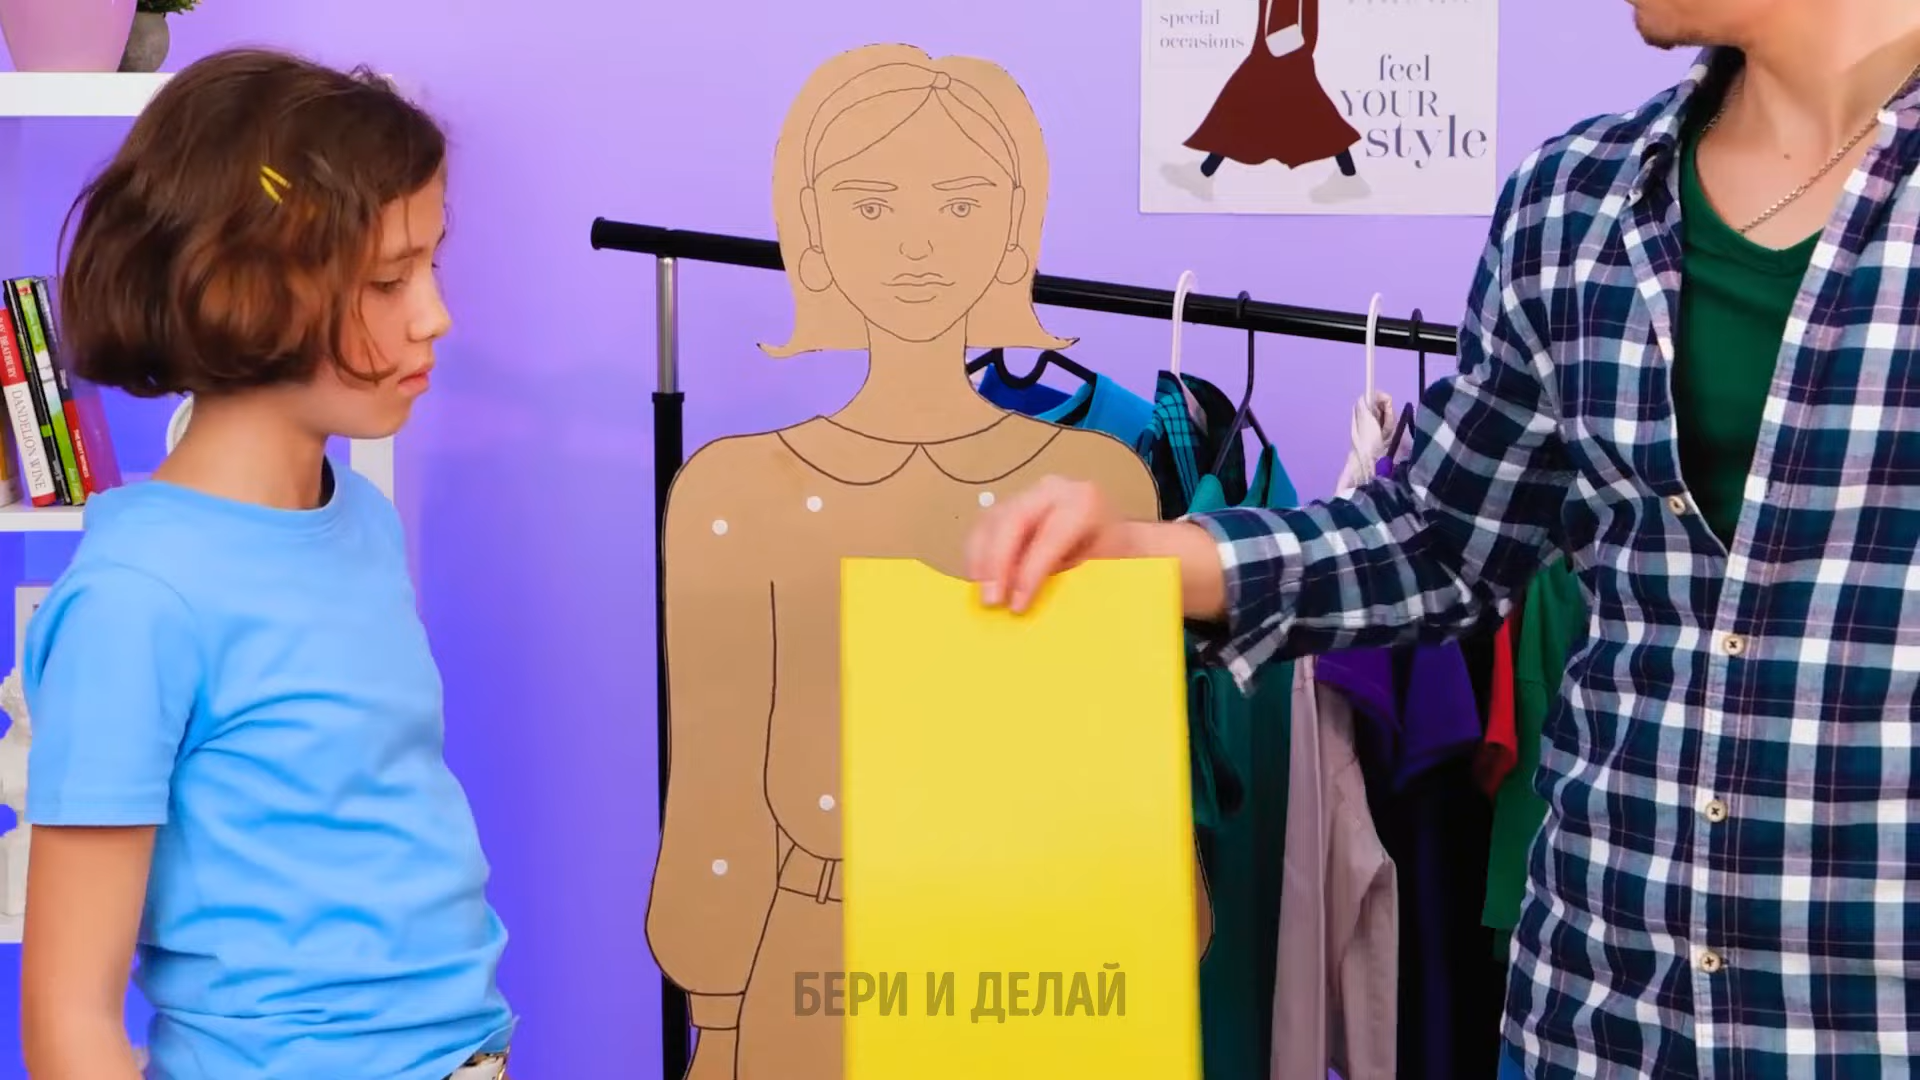 special
occasions
feel
YOUR
style
DANDELION WINE
БЕРИ И ДЕЛАЙ